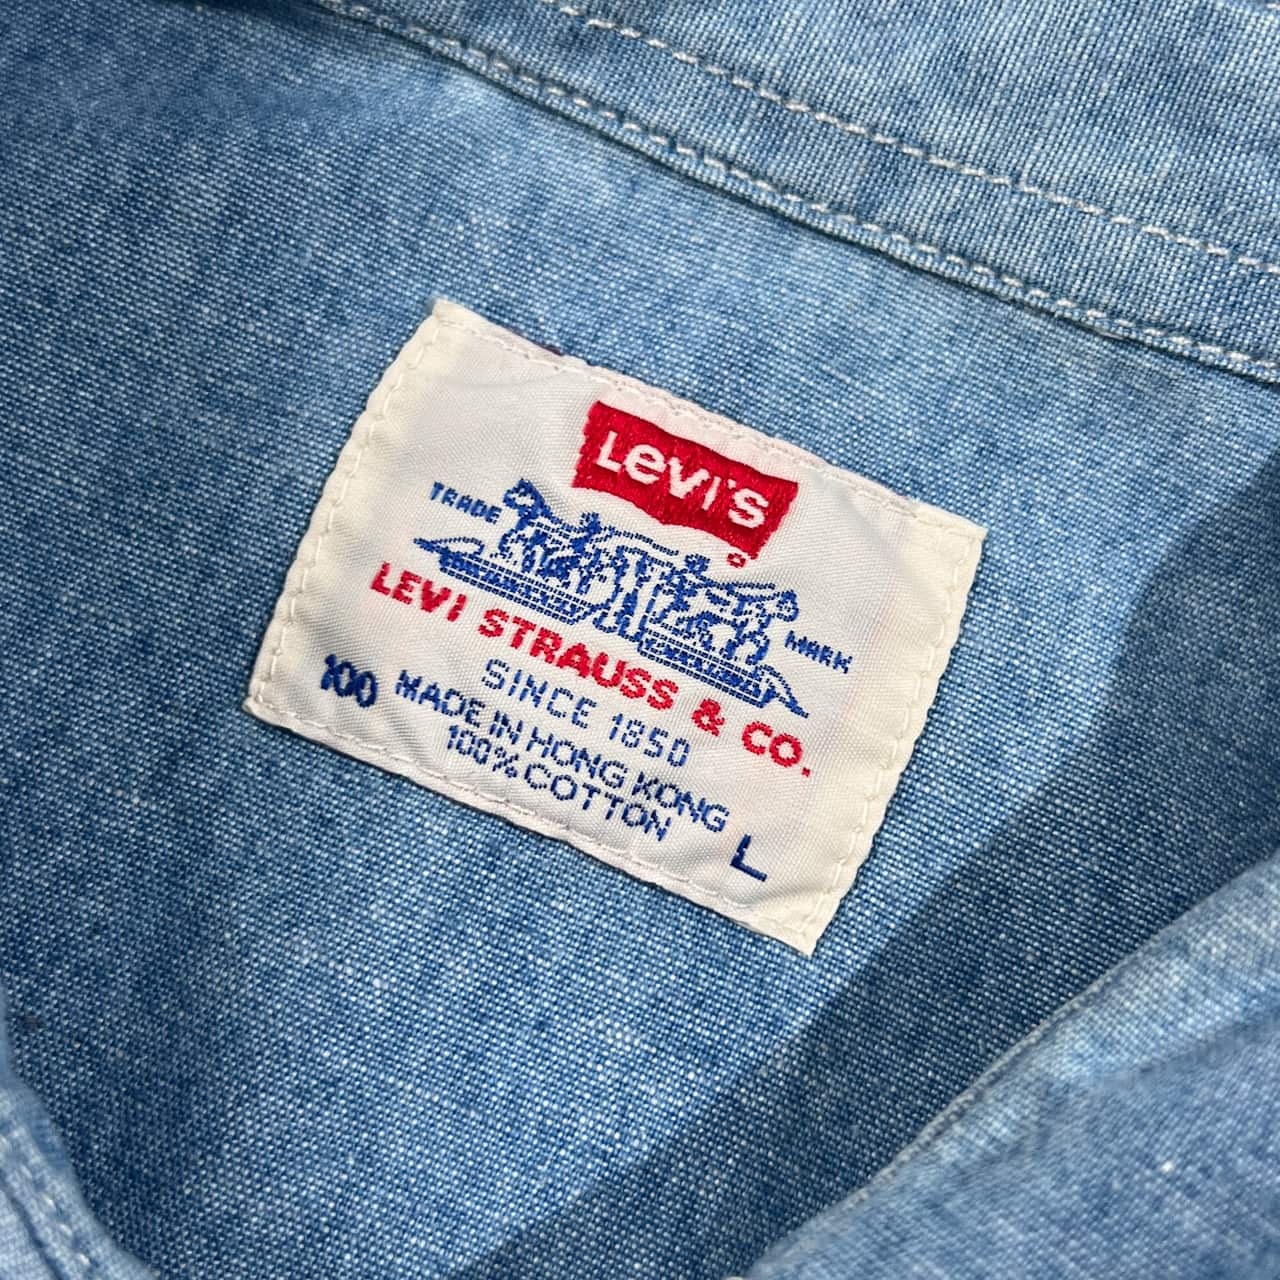 Levi's
TRADE MARK
LEVI STRAUSS & CO.
SINCE 1850
100 MADE IN HONG KONG
100% COTTON
L